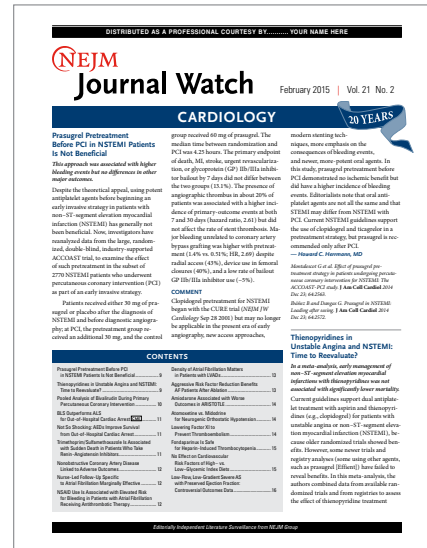 DISTRIBUTED AS A PROFESSIONAL COURTESY BY........... YOUR NAME HERE
NEJM
Journal Watch
February 2015 | Vol. 21 No. 2
CARDIOLOGY
20 YEARS
Prasugrel Pretreatment
Before PCI in NSTEMI Patients
Is Not Beneficial
This approach was associated with higher
bleeding events but no differences in other
major outcomes.
Despite the theoretical appeal, using potent
antiplatelet agents before beginning an
early invasive strategy in patients with
non–ST-segment elevation myocardial
infarction (NSTEMI) has generally not
been beneficial. Now, investigators have
reanalyzed data from the large, random-
ized, double-blind, industry-supported
ACCOAST trial, to examine the effect
of such pretreatment in the subset of
2770 NSTEMI patients who underwent
percutaneous coronary intervention (PCI)
as part of an early invasive strategy.
Patients received either 30 mg of pra-
sugrel or placebo after the diagnosis of
NSTEMI and before diagnostic angiogra-
phy; at PCI, the pretreatment group re-
ceived an additional 30 mg, and the control
group received 60 mg of prasugrel. The
median time between randomization and
PCI was 4.25 hours. The primary endpoint
of death, MI, stroke, urgent revasculariza-
tion, or glycoprotein (GP) IIb/IIIa inhibi-
tor bailout by 7 days did not differ between
the two groups (13.1%). The presence of
angiographic thrombus in about 20% of
patients was associated with a higher inci-
dence of primary-outcome events at both
7 and 30 days (hazard ratio, 2.61) but did
not affect the rate of stent thrombosis. Ma-
jor bleeding unrelated to coronary artery
bypass grafting was higher with pretreat-
ment (1.4% vs. 0.51%; HR, 2.69) despite
radial access (43%), device use in femoral
closures (40%), and a low rate of bailout
GP IIb/IIIa inhibitor use (~5%).
COMMENT
Clopidogrel pretreatment for NSTEMI
began with the CURE trial (NEJM JW
Cardiology Sep 28 2001) but may no longer
be applicable in the present era of early
angiography, new access approaches,
modern stenting tech-
niques, more emphasis on the
consequences of bleeding events,
and newer, more-potent oral agents. In
this study, prasugrel pretreatment before
PCI demonstrated no ischemic benefit but
did have a higher incidence of bleeding
events. Editorialists note that oral anti-
platelet agents are not all the same and that
STEMI may differ from NSTEMI with
PCI. Current NSTEMI guidelines support
the use of clopidogrel and ticagrelor in a
pretreatment strategy, but prasugrel is rec-
ommended only after PCI.
— Howard C. Herrmann, MD
Montalescot G et al. Effect of prasugrel pre-
treatment strategy in patients undergoing percuta-
neous coronary intervention for NSTEMI: The
ACCOAST-PCI study. J Am Coll Cardiol 2014
Dec 23; 64:2563.
Thienopyridines in
Unstable Angina and NSTEMI:
Time to Reevaluate?
In a meta-analysis, early management of
non–ST-segment elevation myocardial
infarctions with thienopyridines was not
associated with significantly lower mortality.
Current guidelines support dual antiplate-
let treatment with aspirin and thienopyri-
dines (e.g., clopidogrel) for patients with
unstable angina or non–ST-segment eleva-
tion myocardial infarction (NSTEMI), be-
cause older randomized trials showed ben-
efits. However, some newer trials and
registry analyses (some using other agents,
such as prasugrel [Effient]) have failed to
reveal benefits. In this meta-analysis, the
authors combined data from available ran-
domized trials and from registries to assess
the effect of thienopyridine treatment
CONTENTS
Prasugrel Pretreatment Before PCI
in NSTEMI Patients Is Not Beneficial 9
Thienopyridines in Unstable Angina and NSTEMI:
Time to Reevaluate? 9
Pooled Analysis of Bivalirudin During Primary
Percutaneous Coronary Intervention 10
BLS Outperforms ALS
for Out-of-Hospital Cardiac Arrest 11
Not So Shocking: AEDs Improve Survival
from Out-of-Hospital Cardiac Arrest 11
Trimethoprim/Sulfamethoxazole Is Associated
with Sudden Death in Patients Who Take
Renin-Angiotensin Inhibitors 11
Nonobstructive Coronary Artery Disease
Linked to Adverse Outcomes 12
Nurse-Led Follow-Up Specific
to Atrial Fibrillation Marginally Effective 12
NSAID Use Is Associated with Elevated Risk
for Bleeding in Patients with Atrial Fibrillation
Receiving Antithrombotic Therapy 12
Density of Atrial Fibrillation Matters
in Patients with LVADs 13
Aggressive Risk Factor Reduction Benefits
AF Patients After Ablation 13
Amiodarone Associated with Worse
Outcomes in ARISTOTLE 14
Atomoxetine vs. Midodrine
for Neurogenic Orthostatic Hypotension 14
Lowering Factor XI to
Prevent Thromboembolism 14
Fondaparinux Is Safe
for Heparin-Induced Thrombocytopenia 15
No Effect on Cardiovascular
Risk Factors of High- vs.
Low-Glycemic Index Data 15
Low-Flow, Low-Gradient Severe AS
with Preserved Ejection Fraction:
Controversial Outcomes Data 16
Editorially Independent Literature Surveillance from NEJM Group